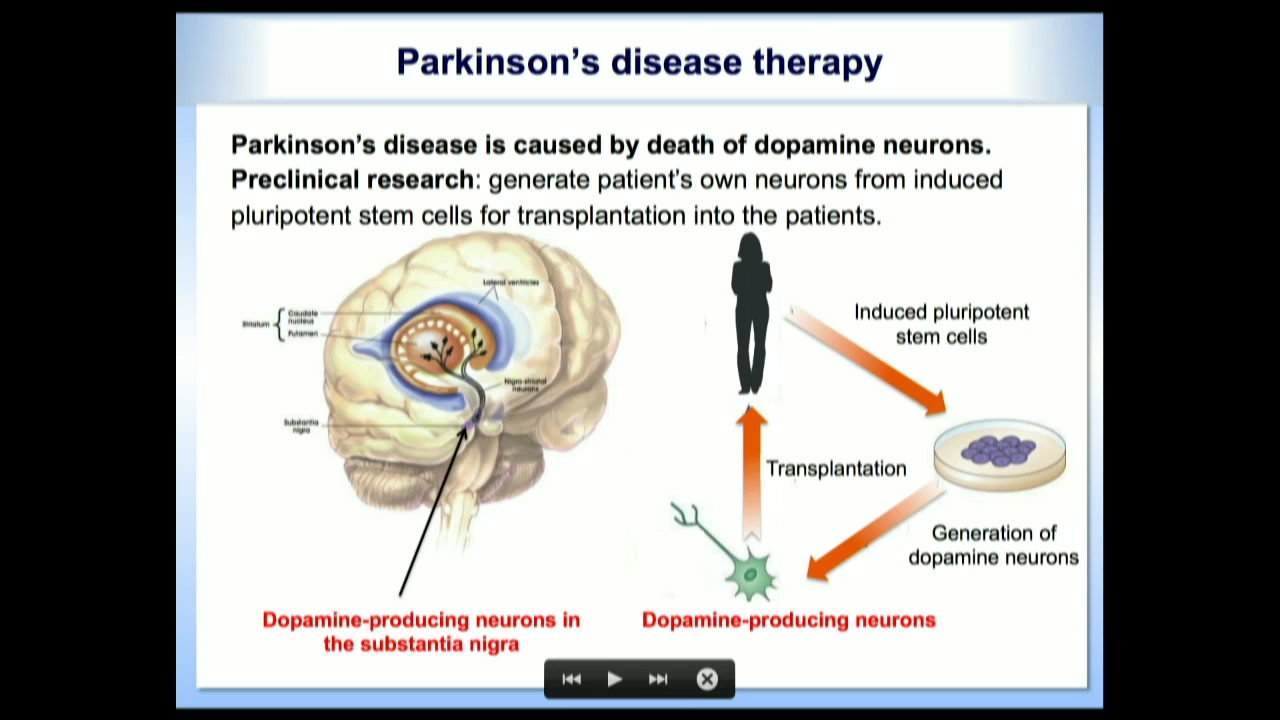 Parkinson's disease therapy
Parkinson's disease is caused by death of dopamine neurons.
Preclinical research: generate patient's own neurons from induced
pluripotent stem cells for transplantation into the patients.
Lateral ventricles
Striatum
Caudate
nucleus
Putamen
Nigro-striatal
neurons
Substantia
nigra
Dopamine-producing neurons in
the substantia nigra
Induced pluripotent
stem cells
Transplantation
Generation of
dopamine neurons
Dopamine-producing neurons